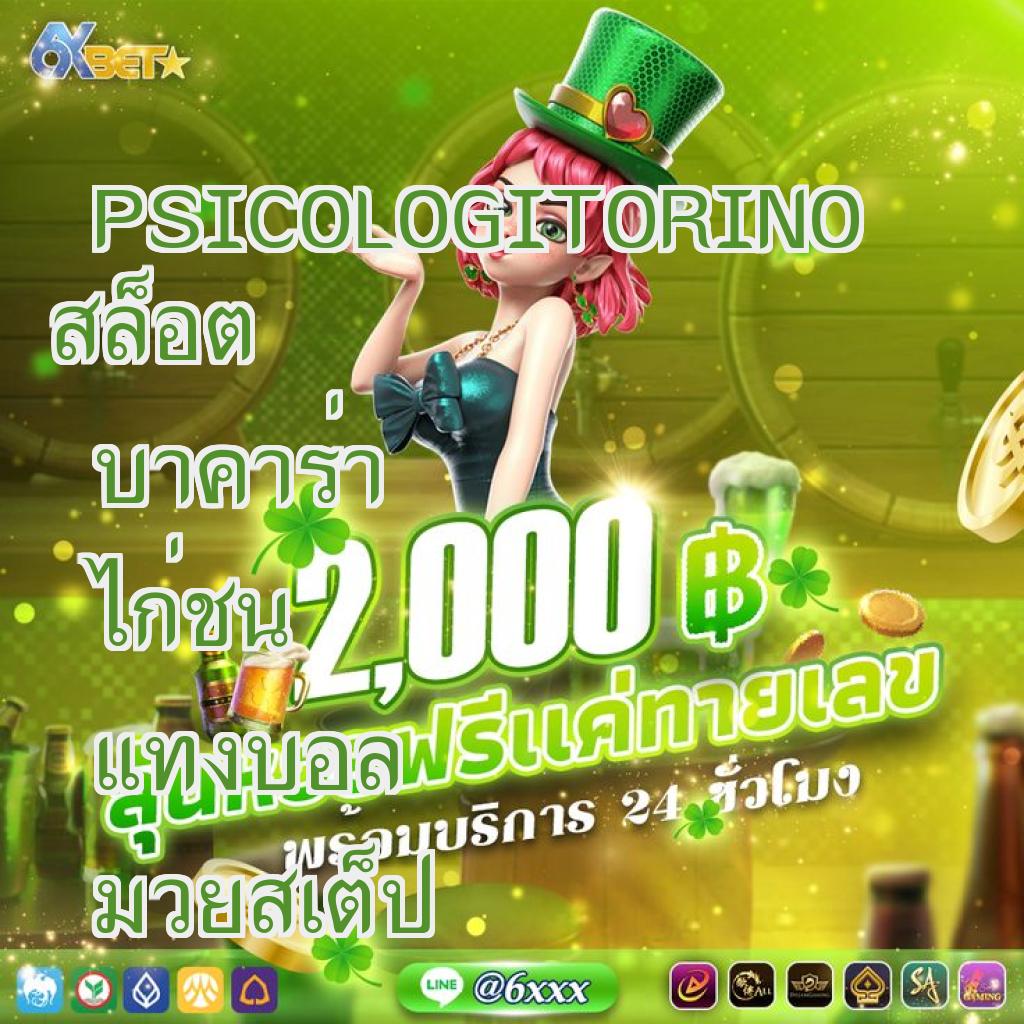 6XBET
PSICOLOGITORINO
สล็อต
บาคาร่า
ไก่ชน
2,000 ฿
ฟรีแค่ทายเลข
แทงบอล
พร้อมบริการ 24 ชั่วโมง
มวยสเต็ป
LINE @6xxx
ALL
SA
GAMING